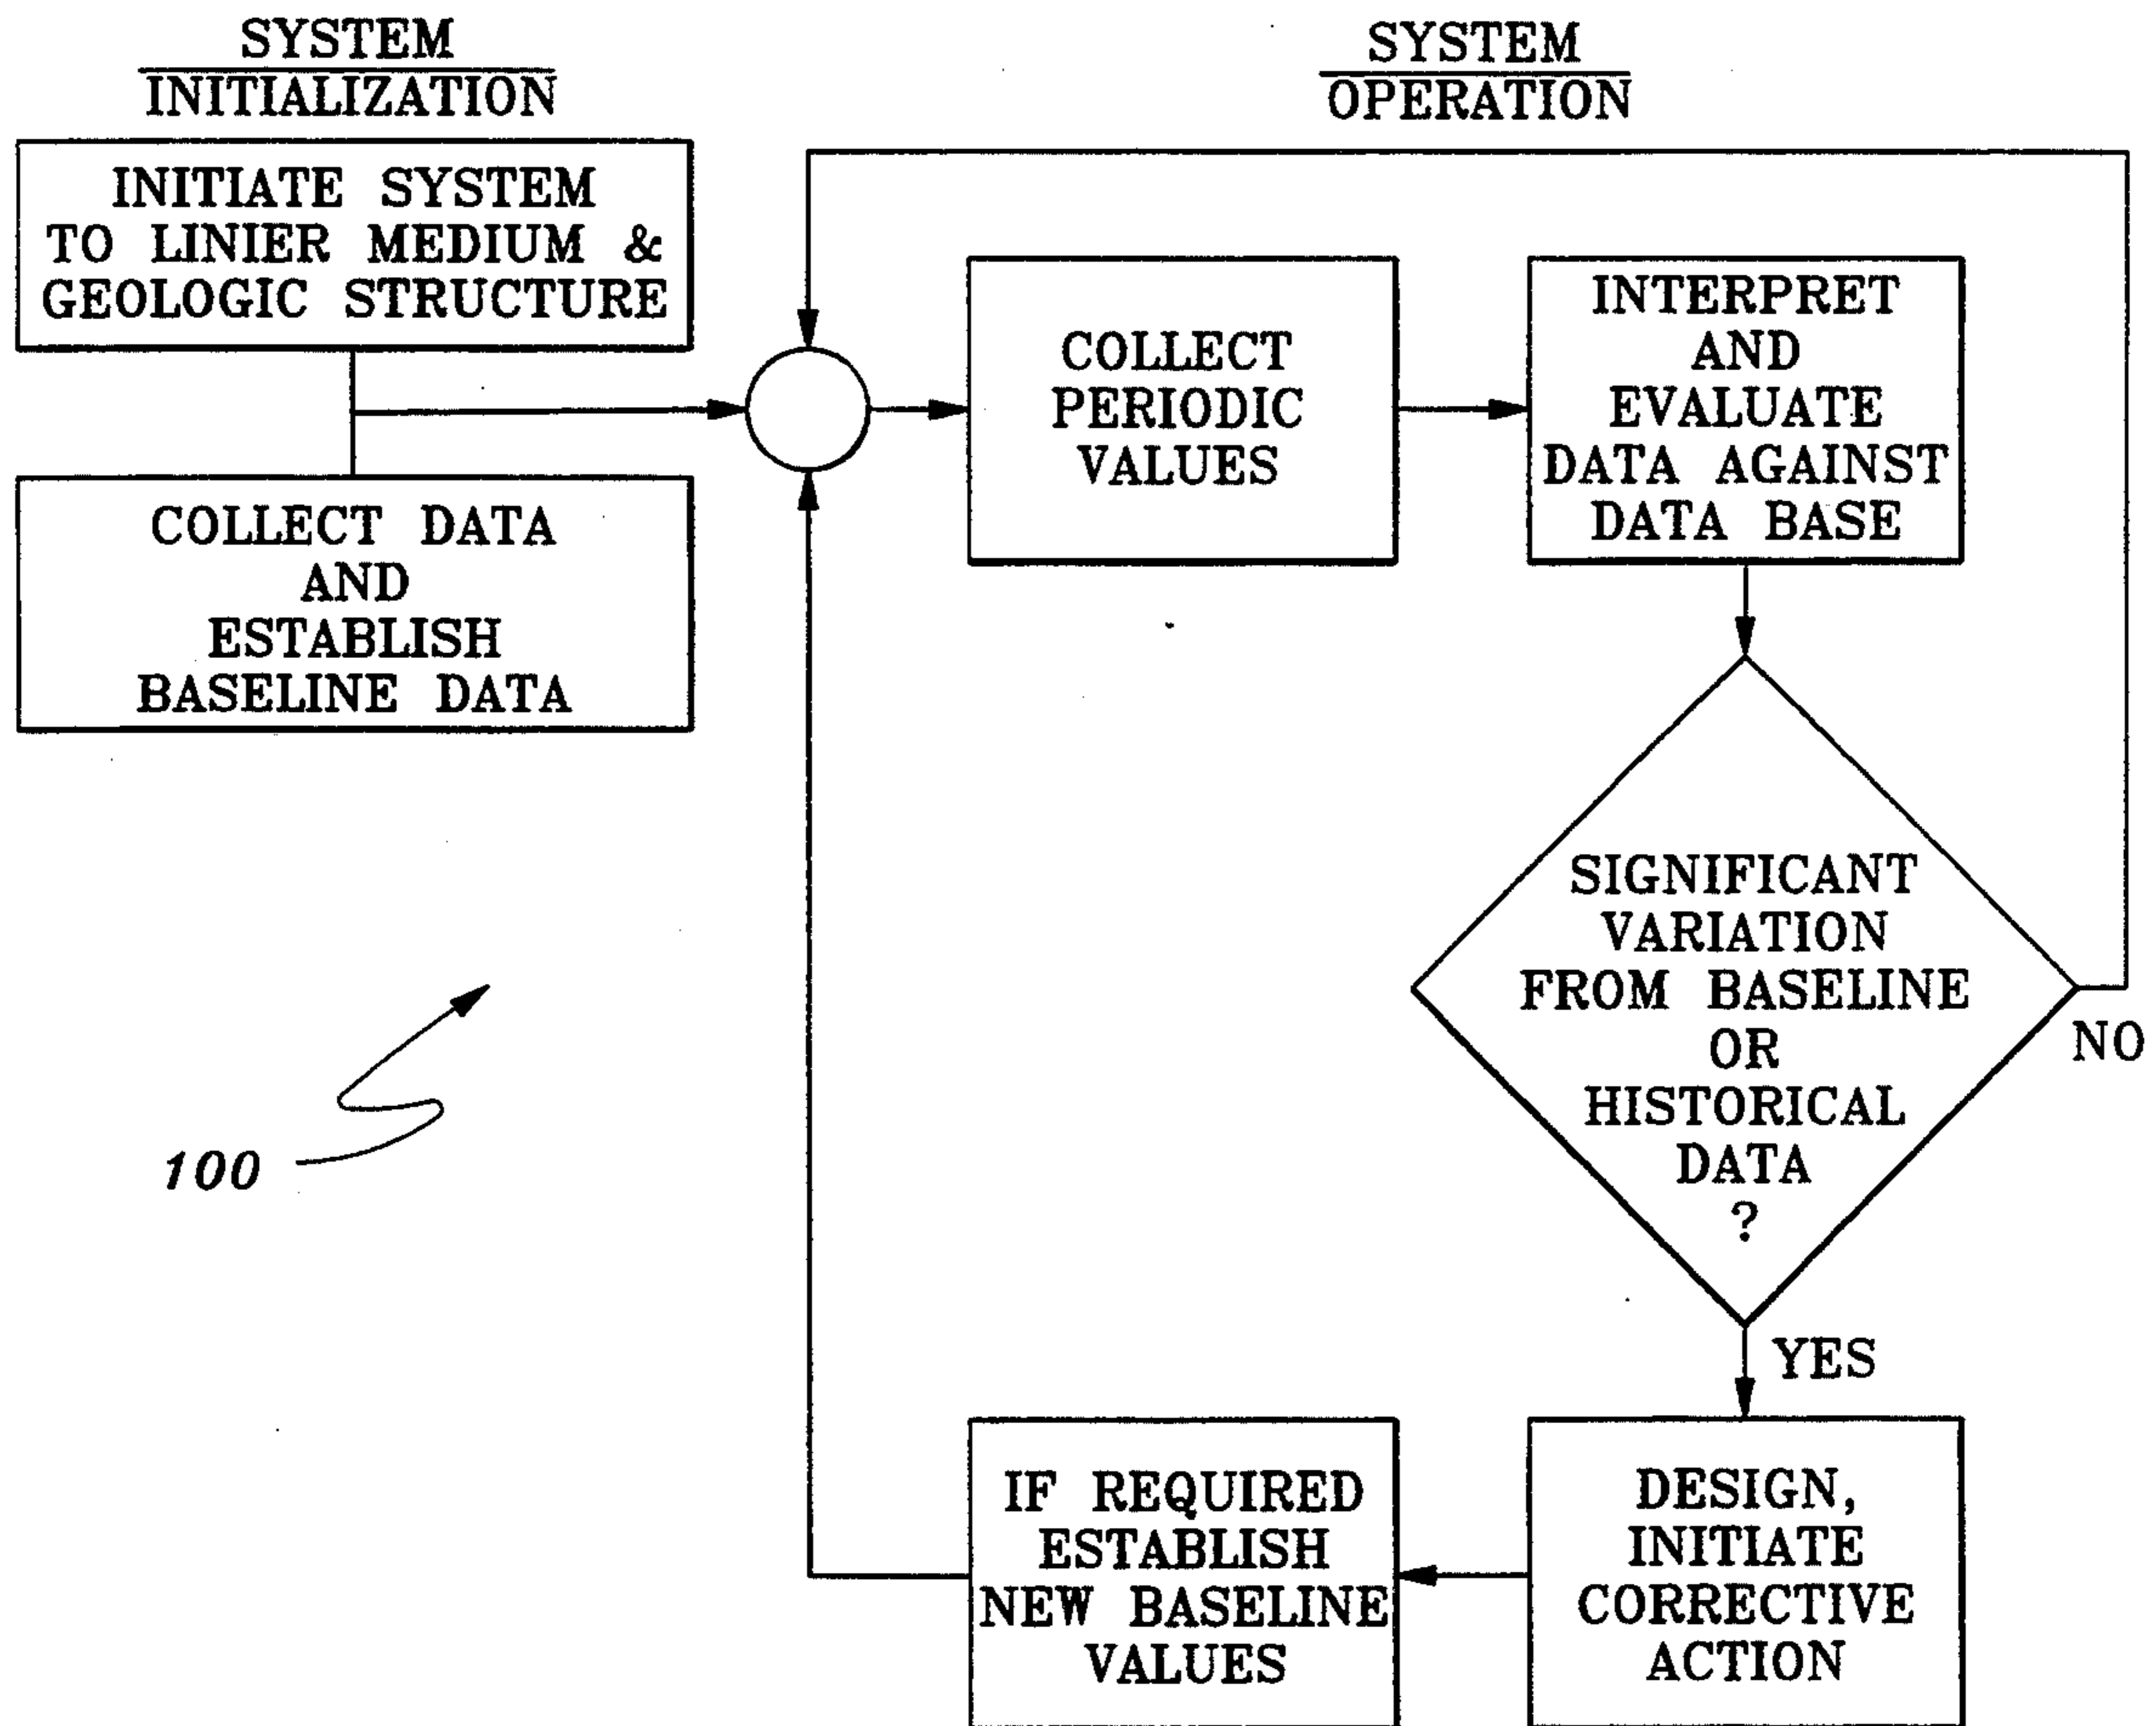 SYSTEM
INITIALIZATION
INITIATE SYSTEM
TO LINIER MEDIUM &
GEOLOGIC STRUCTURE
COLLECT DATA
AND
ESTABLISH
BASELINE DATA
100
SYSTEM
OPERATION
COLLECT
PERIODIC
VALUES
INTERPRET
AND
EVALUATE
DATA AGAINST
DATA BASE
SIGNIFICANT
VARIATION
FROM BASELINE
OR
HISTORICAL
DATA
?
NO
YES
DESIGN,
INITIATE
CORRECTIVE
ACTION
IF REQUIRED
ESTABLISH
NEW BASELINE
VALUES